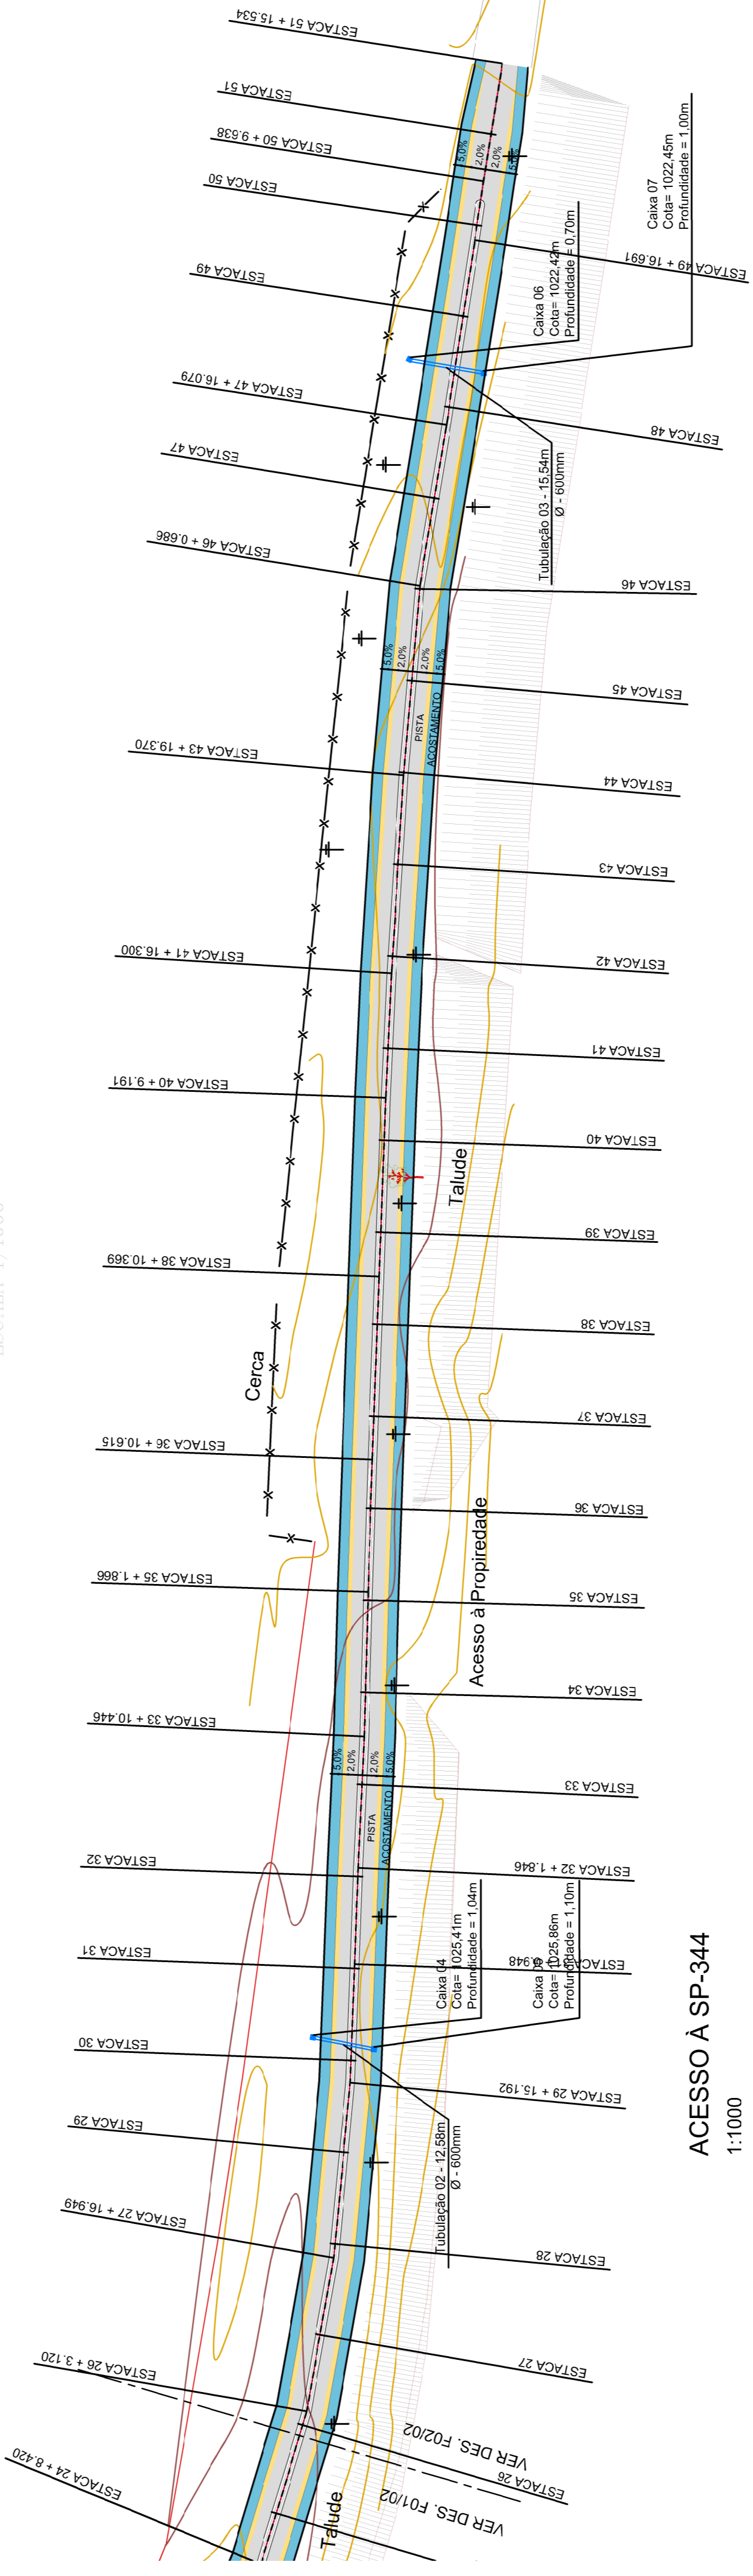 ESTACA 51 + 15.534
ESTACA 51
ESTACA 50 + 9.638
ESTACA 50
5,0%
2,0%
2,0%
5,0%
Caixa 07
Cota= 1022,45m
Profundidade = 1,00m
ESTACA 49 + 16.691
Caixa 06
Cota= 1022,42m
Profundidade = 0,70m
ESTACA 49
ESTACA 47 + 16.079
ESTACA 48
ESTACA 47
Tubulação 03 - 15,54m
Ø - 600mm
ESTACA 46 + 0.686
ESTACA 46
5,0%
2,0%
2,0%
5,0%
ESTACA 45
PISTA
ACOSTAMENTO
ESTACA 43 + 19.370
ESTACA 44
ESTACA 43
ESTACA 41 + 16.300
ESTACA 42
ESTACA 41
ESTACA 40 + 9.191
ESTACA 40
Talude
ESTACA 39
ESTACA 38 + 10.369
ESTACA 38
Cerca
ESTACA 37
ESTACA 36 + 10.615
ESTACA 36
Acesso à Propiredade
ESTACA 35 + 1.866
ESTACA 35
ESTACA 34
ESTACA 33 + 10.446
5,0%
2,0%
2,0%
5,0%
ESTACA 33
PISTA
ACOSTAMENTO
ESTACA 32
ESTACA 32 + 1.846
Caixa 04
Cota= 1025,41m
Profundidade = 1,04m
Cota= 1025,86m
Profundidade = 1,10m
ESTACA 31
ESTACA 30
ESTACA 29 + 15.192
ESTACA 29
Tubulação 02 - 12,58m
Ø - 600mm
ESTACA 27 + 16.949
ESTACA 28
ESTACA 27
ESTACA 26 + 3.120
VER DES. F02/02
ESTACA 26
VER DES. F01/02
ESTACA 24 + 8.420
Talude
ACESSO À SP-344
1:1000